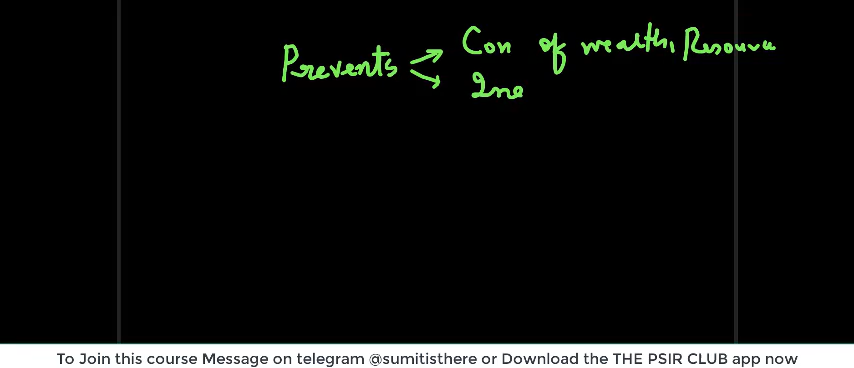 Prevents → Con of wealth, Resource
→ Ine
To Join this course Message on telegram @sumitisthere or Download the THE PSIR CLUB app now